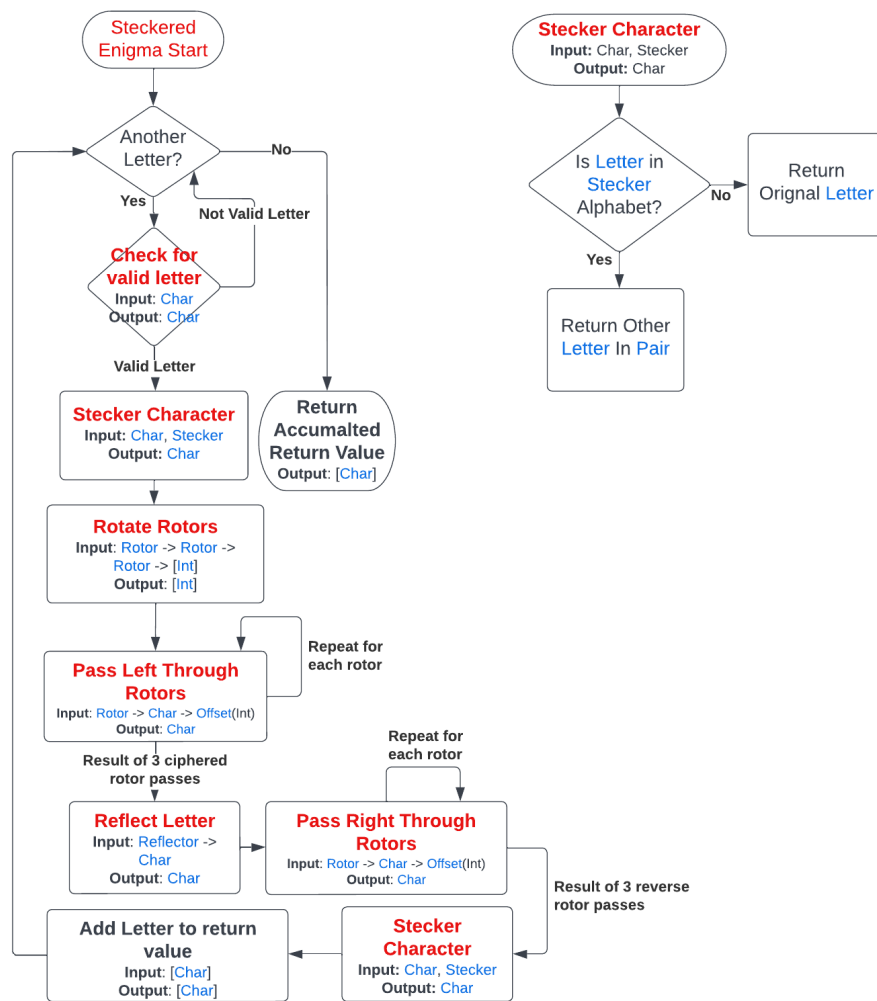 Steckered
Enigma Start
Another
Letter?
No
Yes
Not Valid Letter
Check for
valid letter
Input: Char
Output: Char
Valid Letter
Stecker Character
Input: Char, Stecker
Output: Char
Return
Accumalted
Return Value
Output: [Char]
Rotate Rotors
Input: Rotor -> Rotor ->
Rotor -> [Int]
Output: [Int]
Pass Left Through
Rotors
Input: Rotor -> Char -> Offset(Int)
Output: Char
Repeat for
each rotor
Result of 3 ciphered
rotor passes
Reflect Letter
Input: Reflector ->
Char
Output: Char
Repeat for
each rotor
Pass Right Through
Rotors
Input: Rotor -> Char -> Offset(Int)
Output: Char
Result of 3 reverse
rotor passes
Stecker
Character
Input: Char, Stecker
Output: Char
Add Letter to return
value
Input: [Char]
Output: [Char]
Stecker Character
Input: Char, Stecker
Output: Char
Is Letter in
Stecker
Alphabet?
No
Return
Orignal Letter
Yes
Return Other
Letter In Pair